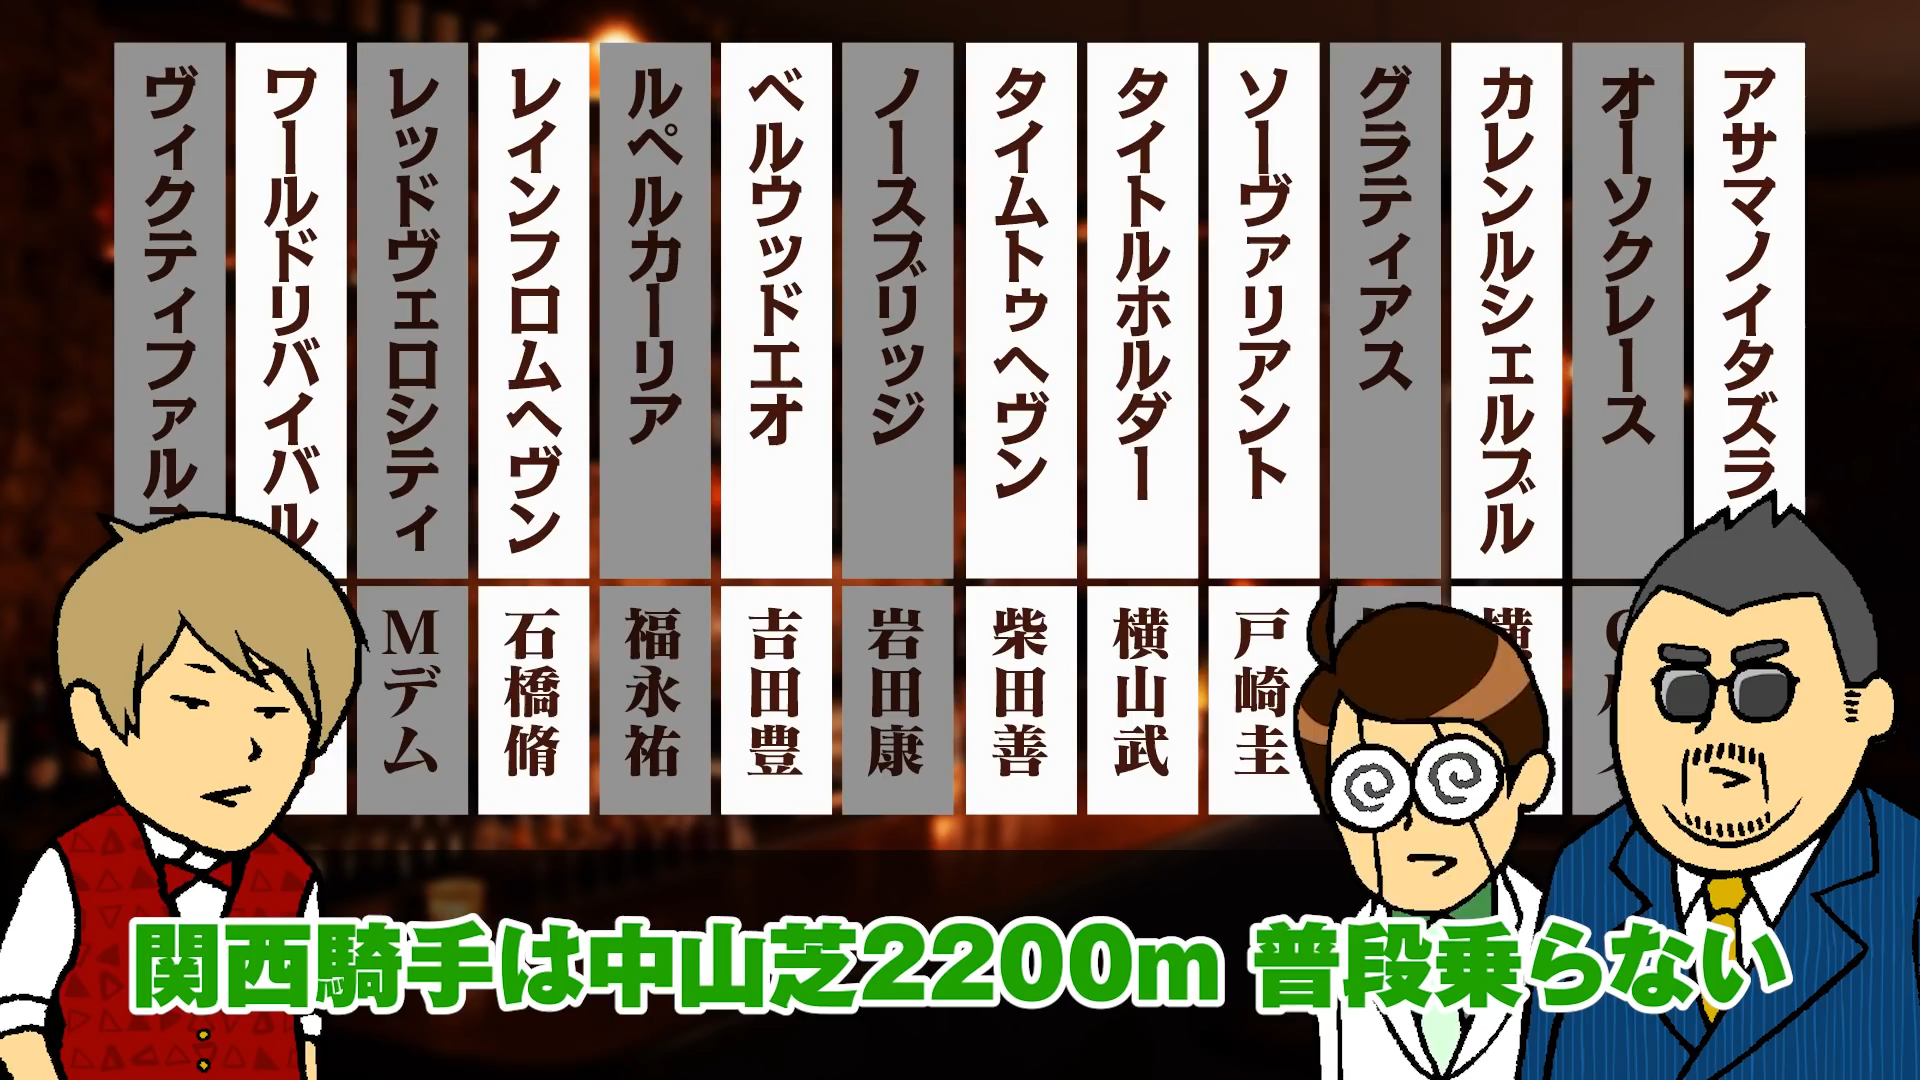 アサマノイタズラ
オーソクレース
カレンルシェルブル
グラティアス
ソーヴァリアント
戸崎圭
タイトルホルダー
横山武
タイムトゥヘヴン
柴田善
ノースブリッジ
岩田康
ベルウッドエオ
吉田豊
ルペルカーリア
福永祐
レインフロムヘヴン
石橋脩
レッドヴェロシティ
Mデム
ワールドリバイバル
ヴィクティファルス
関西騎手は中山芝2200m 普段乗らない